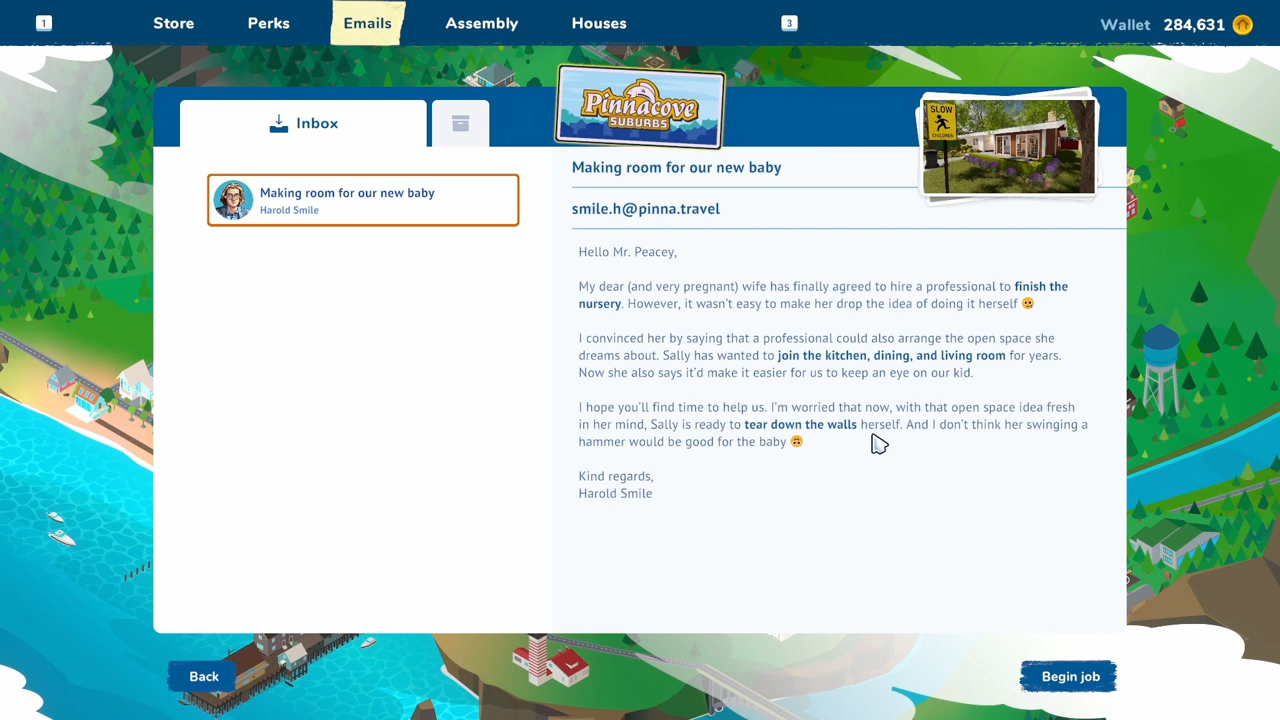 1 Store Perks Emails Assembly Houses 3 Wallet 284,631
Inbox
Pinnacove
SUBURBS
SLOW
CHILDREN
Making room for our new baby
Harold Smile
Making room for our new baby
smile.h@pinna.travel
Hello Mr. Peacey,
My dear (and very pregnant) wife has finally agreed to hire a professional to finish the
nursery. However, it wasn't easy to make her drop the idea of doing it herself
I convinced her by saying that a professional could also arrange the open space she
dreams about. Sally has wanted to join the kitchen, dining, and living room for years.
Now she also says it'd make it easier for us to keep an eye on our kid.
I hope you'll find time to help us. I'm worried that now, with that open space idea fresh
in her mind, Sally is ready to tear down the walls herself. And I don't think her swinging a
hammer would be good for the baby
Kind regards,
Harold Smile
Back
Begin job